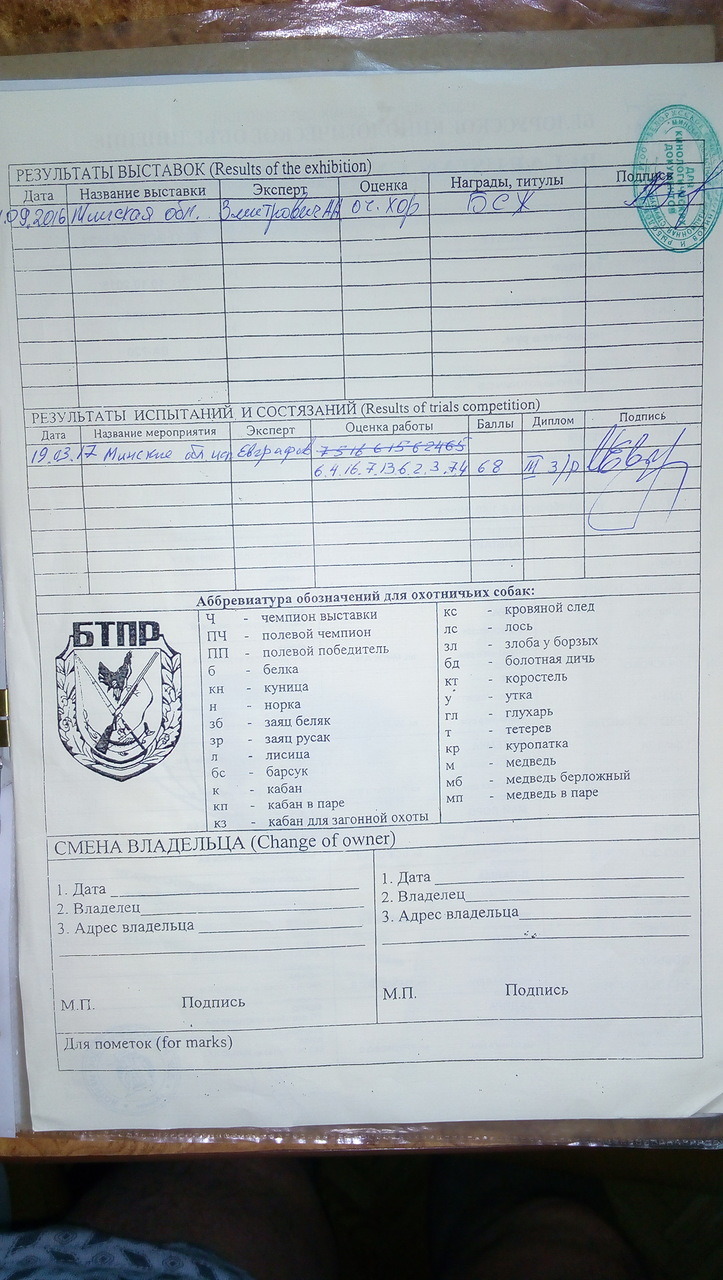 РЕЗУЛЬТАТЫ ВЫСТАВОК (Results of the exhibition)
Дата Название выставки Эксперт Оценка Награды, титулы Подпись
.09.2016 Минская обл. Змитрович АА оч. хор БСХ
ДЛЯ КИНОЛОГИЧЕСКИХ ДОКУМЕНТОВ
РЕЗУЛЬТАТЫ ИСПЫТАНИЙ И СОСТЯЗАНИЙ (Results of trials competition)
Дата Название мероприятия Эксперт Оценка работы Баллы Диплом Подпись
19.03.17 Минские обл Евграфов
6.4.16.7.13.6.2.3.7.4 68 III з/р
Аббревиатура обозначений для охотничьих собак:
БТПР
Ч - чемпион выставки
ПЧ - полевой чемпион
ПП - полевой победитель
б - белка
кн - куница
н - норка
зб - заяц беляк
зр - заяц русак
л - лисица
бс - барсук
к - кабан
кп - кабан в паре
кз - кабан для загонной охоты
кс - кровяной след
лс - лось
зл - злоба у борзых
бд - болотная дичь
кт - коростель
у - утка
гл - глухарь
т - тетерев
кр - куропатка
м - медведь
мб - медведь берложный
мп - медведь в паре
СМЕНА ВЛАДЕЛЬЦА (Change of owner)
1. Дата
2. Владелец
3. Адрес владельца
М.П. Подпись
1. Дата
2. Владелец
3. Адрес владельца
М.П. Подпись
Для пометок (for marks)